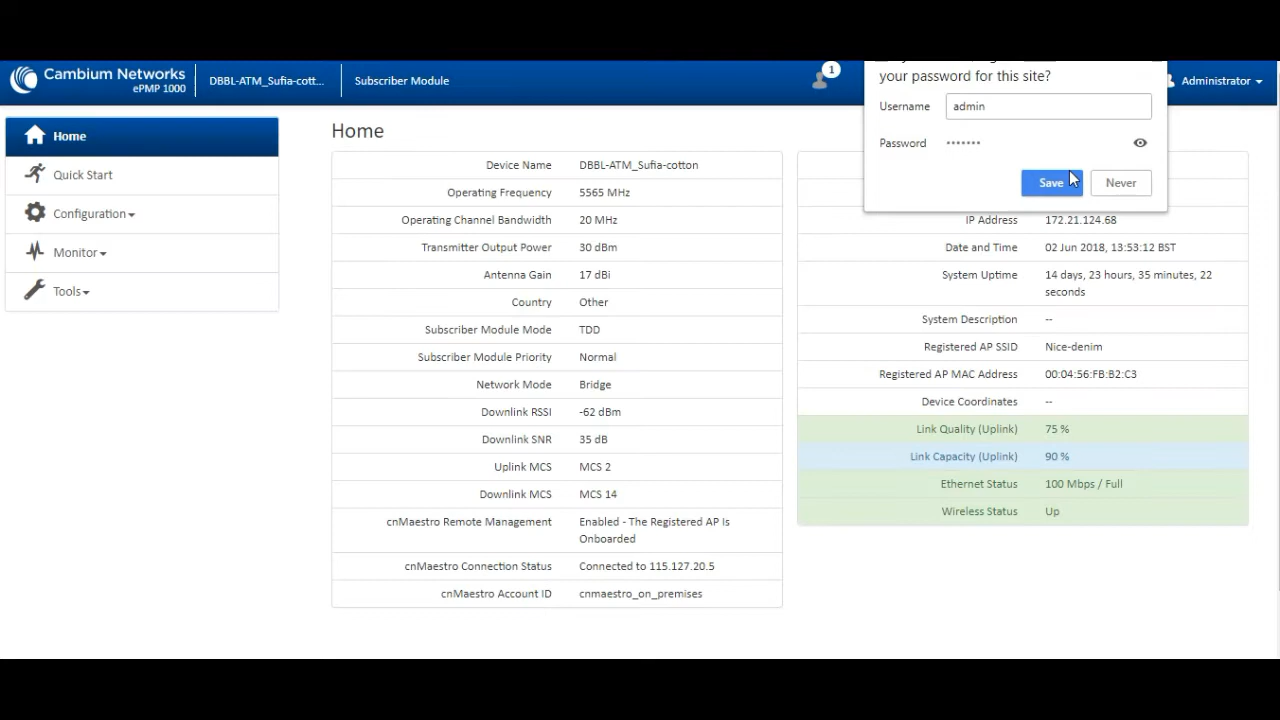 Cambium Networks
ePMP 1000
DBBL-ATM_Sufia-cott...
Subscriber Module
1
Administrator
your password for this site?
Username admin
Password •••••••
Save Never
Home
Quick Start
Configuration
Monitor
Tools
Home
Device Name DBBL-ATM_Sufia-cotton
Operating Frequency 5565 MHz
Operating Channel Bandwidth 20 MHz
Transmitter Output Power 30 dBm
Antenna Gain 17 dBi
Country Other
Subscriber Module Mode TDD
Subscriber Module Priority Normal
Network Mode Bridge
Downlink RSSI -62 dBm
Downlink SNR 35 dB
Uplink MCS MCS 2
Downlink MCS MCS 14
cnMaestro Remote Management Enabled - The Registered AP Is
Onboarded
cnMaestro Connection Status Connected to 115.127.20.5
cnMaestro Account ID cnmaestro_on_premises
IP Address 172.21.124.68
Date and Time 02 Jun 2018, 13:53:12 BST
System Uptime 14 days, 23 hours, 35 minutes, 22
seconds
System Description --
Registered AP SSID Nice-denim
Registered AP MAC Address 00:04:56:FB:B2:C3
Device Coordinates --
Link Quality (Uplink) 75 %
Link Capacity (Uplink) 90 %
Ethernet Status 100 Mbps / Full
Wireless Status Up